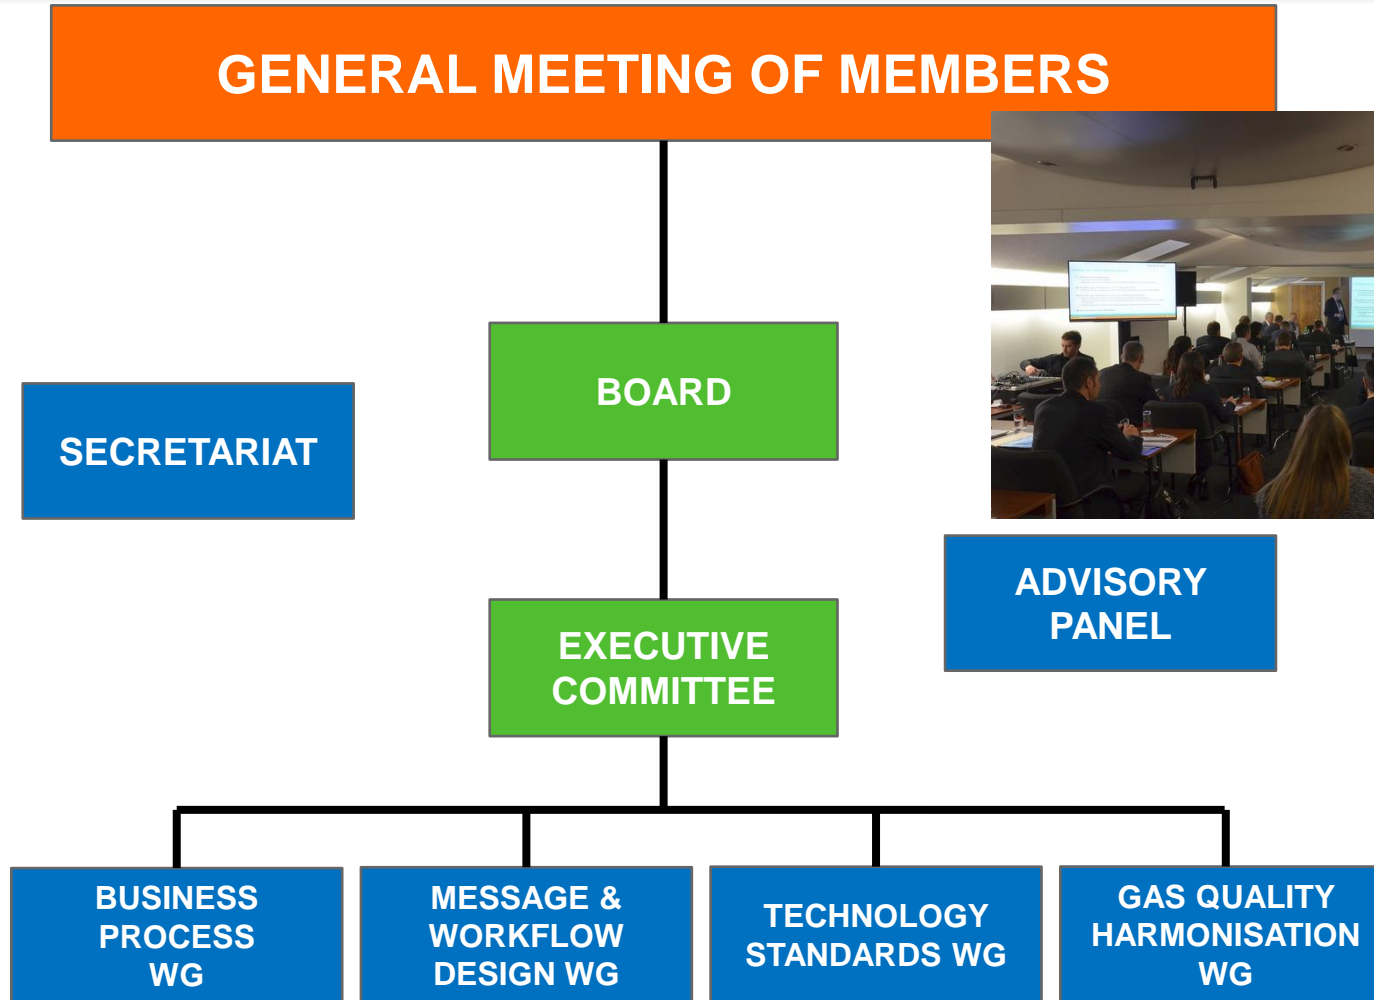 GENERAL MEETING OF MEMBERS
BOARD
SECRETARIAT
ADVISORY
PANEL
EXECUTIVE
COMMITTEE
BUSINESS
PROCESS
WG
MESSAGE &
WORKFLOW
DESIGN WG
TECHNOLOGY
STANDARDS WG
GAS QUALITY
HARMONISATION
WG